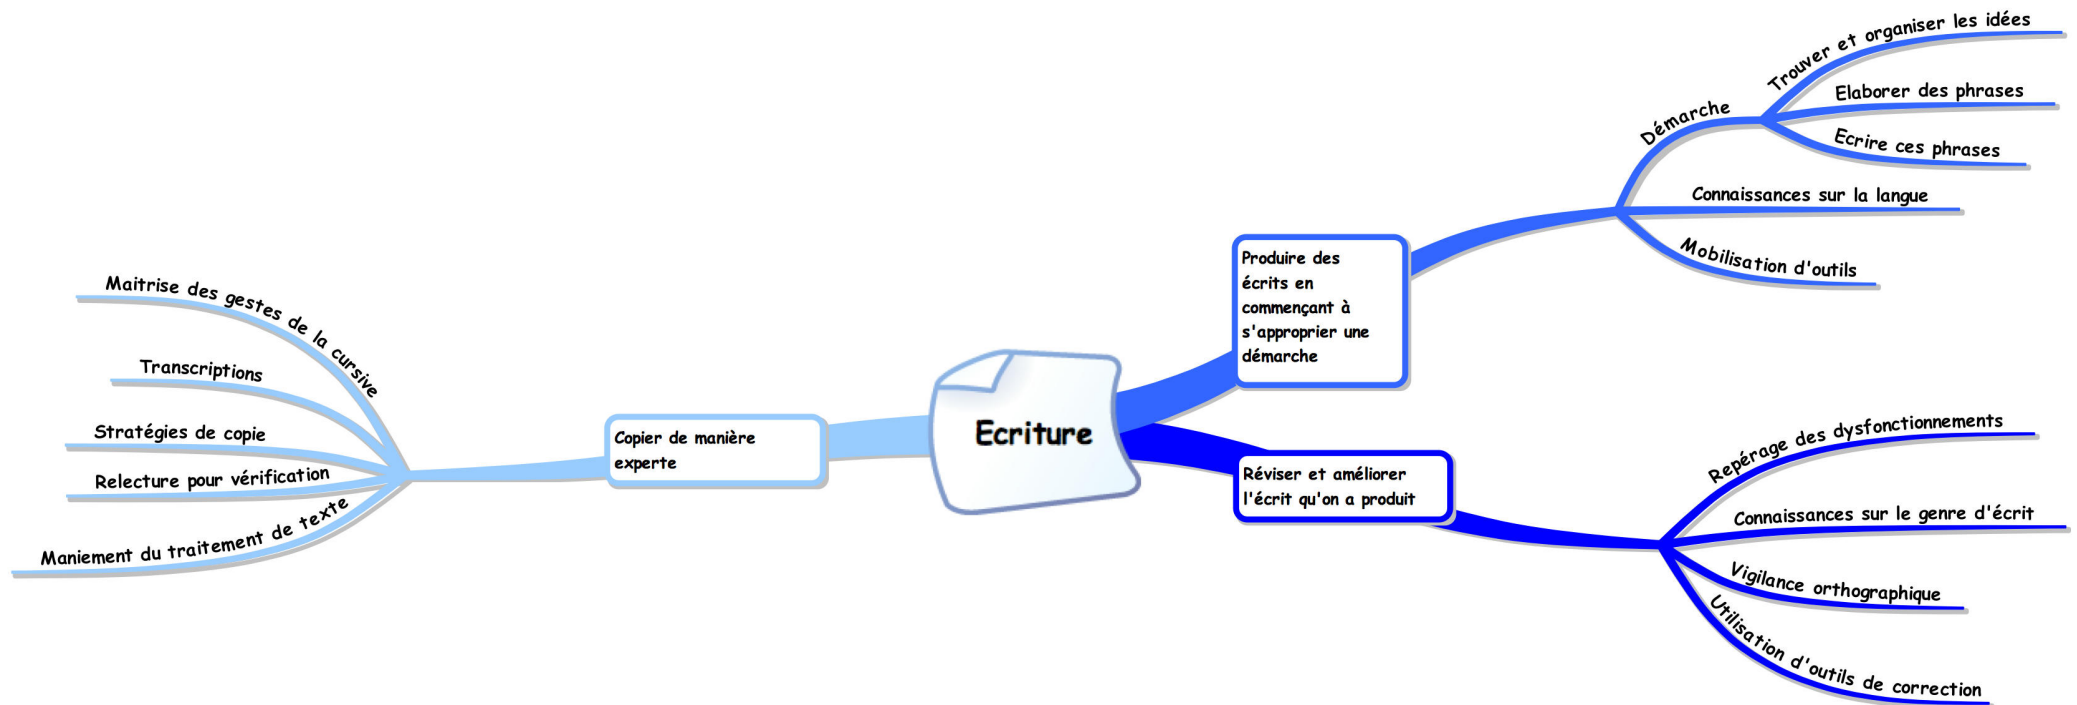 Ecriture
Produire des
écrits en
commençant à
s'approprier une
démarche
Démarche
Trouver et organiser les idées
Elaborer des phrases
Ecrire ces phrases
Connaissances sur la langue
Mobilisation d'outils
Réviser et améliorer
l'écrit qu'on a produit
Repérage des dysfonctionnements
Connaissances sur le genre d'écrit
Vigilance orthographique
Utilisation d'outils de correction
Copier de manière
experte
Maitrise des gestes de la cursive
Transcriptions
Stratégies de copie
Relecture pour vérification
Maniement du traitement de texte